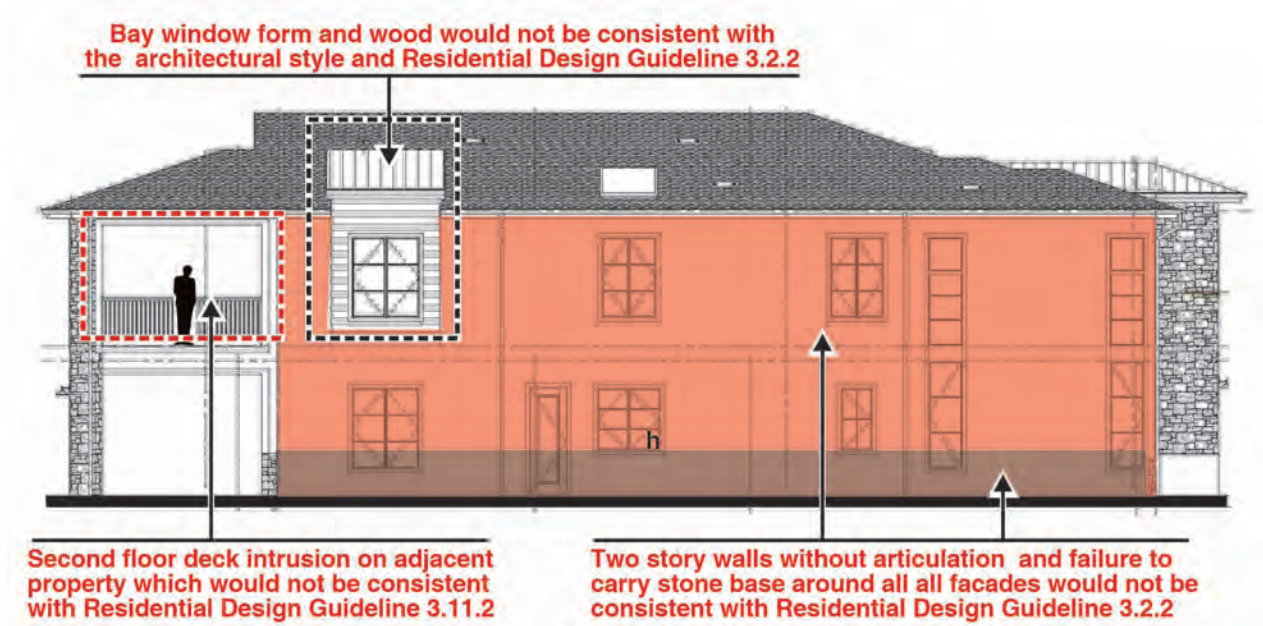 Bay window form and wood would not be consistent with
the architectural style and Residential Design Guideline 3.2.2
h
Second floor deck intrusion on adjacent
property which would not be consistent
with Residential Design Guideline 3.11.2
Two story walls without articulation and failure to
carry stone base around all all facades would not be
consistent with Residential Design Guideline 3.2.2